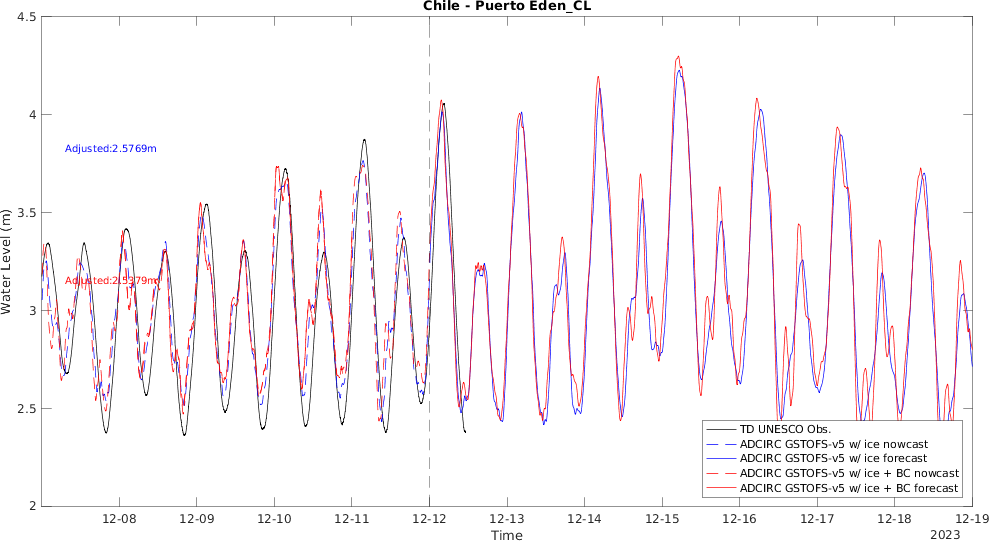 Chile - Puerto Eden_CL
4.5
4
3.5
3
2.5
2
Water Level (m)
Adjusted:2.5769m
Adjusted:2.5379m
TD UNESCO Obs.
ADCIRC GSTOFS-v5 w/ ice nowcast
ADCIRC GSTOFS-v5 w/ ice forecast
ADCIRC GSTOFS-v5 w/ ice + BC nowcast
ADCIRC GSTOFS-v5 w/ ice + BC forecast
12-08 12-09 12-10 12-11 12-12 12-13 12-14 12-15 12-16 12-17 12-18 12-19
Time
2023